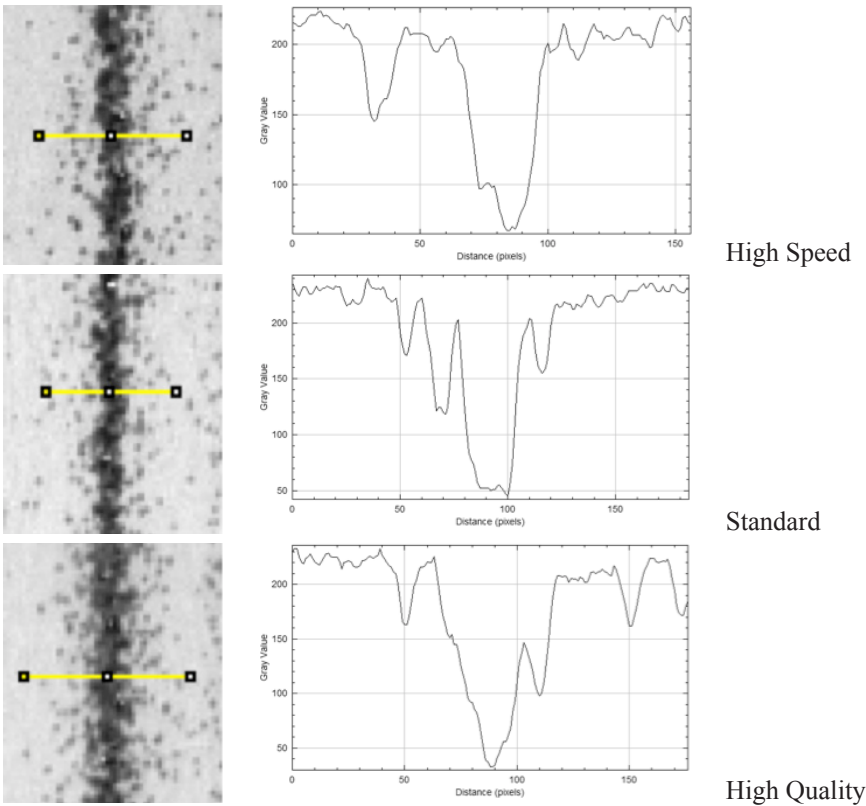 200
150
100
Gray Value
0 50 100 150
Distance (pixels)
High Speed
200
150
100
50
Gray Value
0 50 100 150
Distance (pixels)
Standard
200
150
100
50
Gray Value
0 50 100 150
Distance (pixels)
High Quality